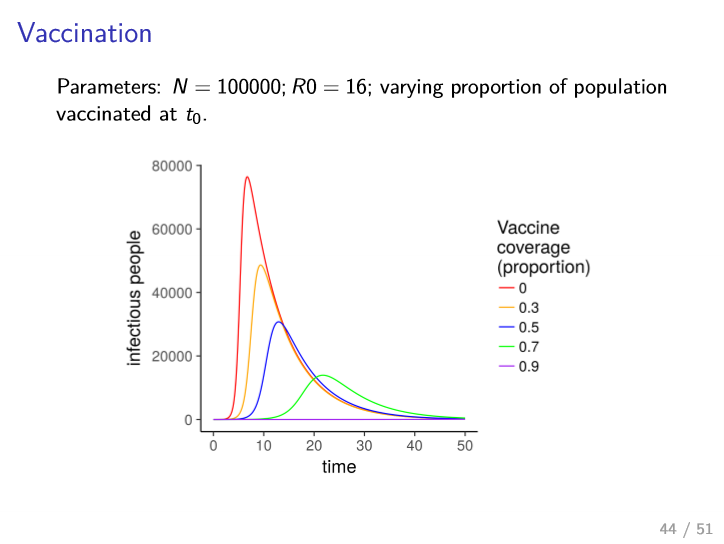 Vaccination
Parameters: N = 100000; R0 = 16; varying proportion of population
vaccinated at t₀.
80000
60000
40000
20000
0
infectious people
0 10 20 30 40 50
time
Vaccine
coverage
(proportion)
0
0.3
0.5
0.7
0.9
44 / 51